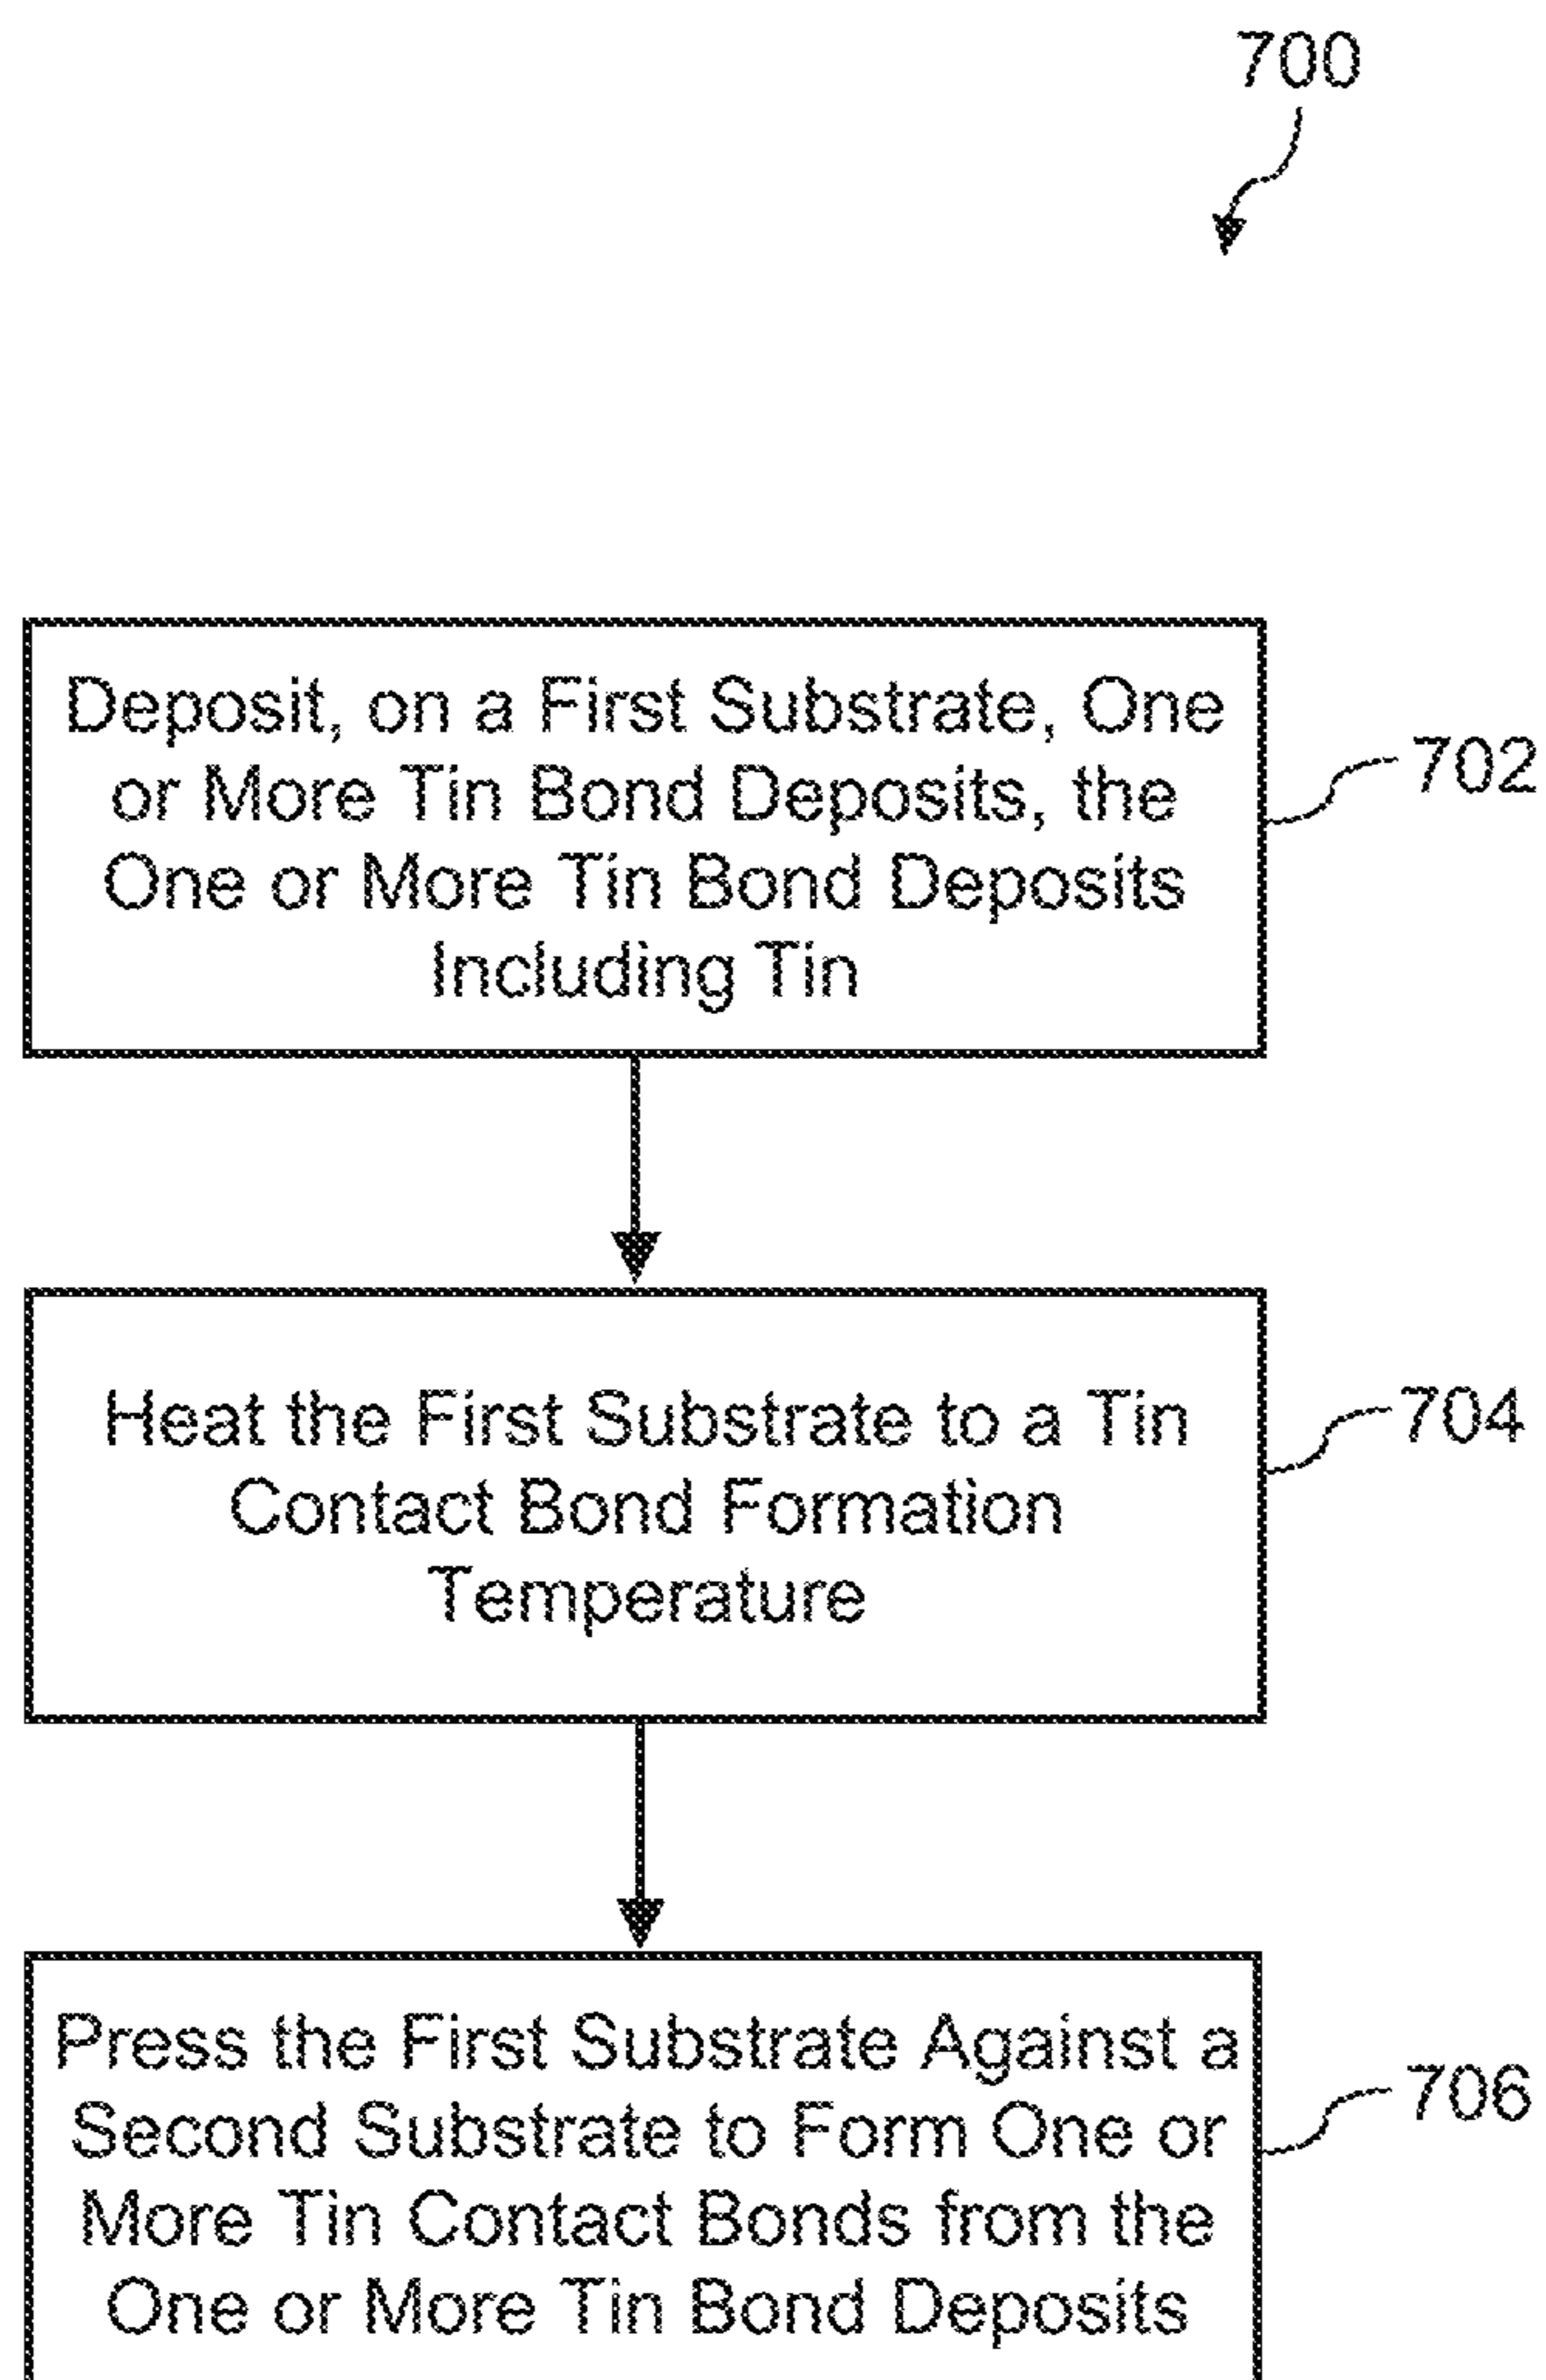 700
Deposit, on a First Substrate, One
or More Tin Bond Deposits, the
One or More Tin Bond Deposits
Including Tin
702
Heat the First Substrate to a Tin
Contact Bond Formation
Temperature
704
Press the First Substrate Against a
Second Substrate to Form One or
More Tin Contact Bonds from the
One or More Tin Bond Deposits
706